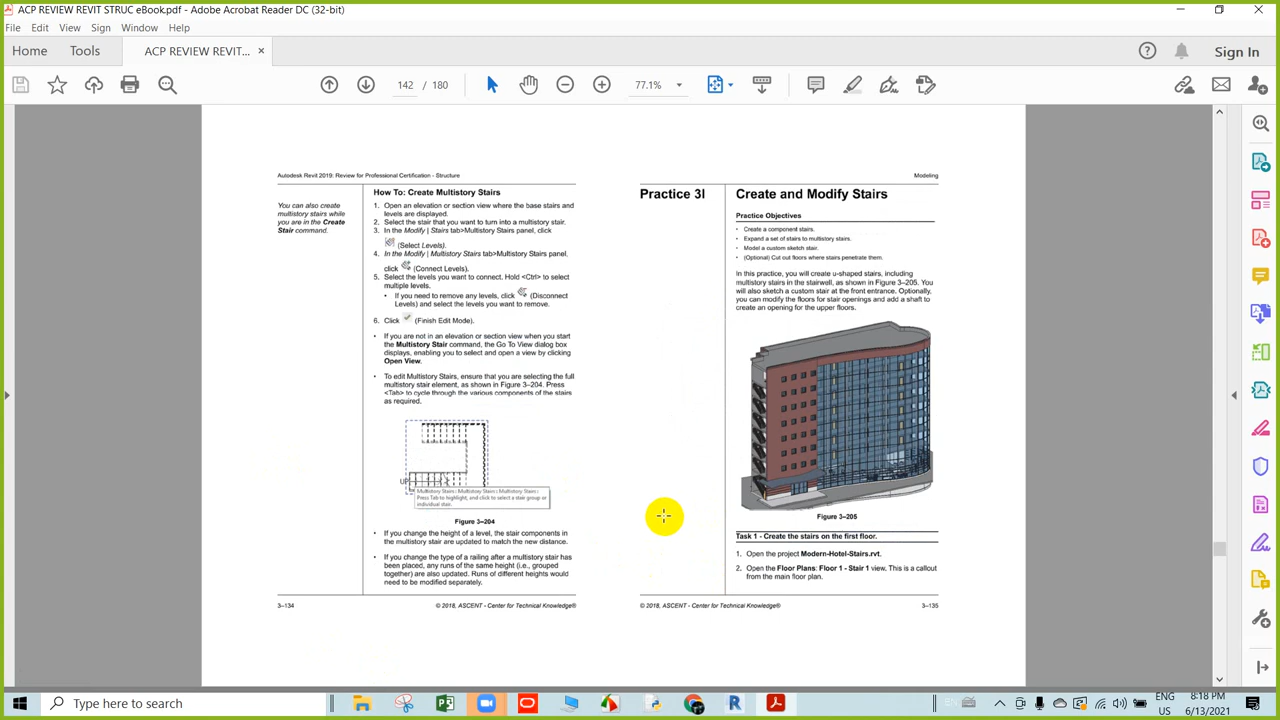 ACP REVIEW REVIT STRUC eBook.pdf - Adobe Acrobat Reader DC (32-bit)
File Edit View Sign Window Help
Home Tools ACP REVIEW REVIT... × Sign In
142 / 180 77.1%
Autodesk Revit 2019: Review for Professional Certification - Structure
You can also create
multistory stairs while
you are in the Create
Stair command.
How To: Create Multistory Stairs
1. Open an elevation or section view where the base stairs and
levels are displayed.
2. Select the stair that you want to turn into a multistory stair.
3. In the Modify | Stairs tab>Multistory Stairs panel, click
(Select Levels).
4. In the Modify | Multistory Stairs tab>Multistory Stairs panel,
click (Connect Levels).
5. Select the levels you want to connect. Hold <Ctrl> to select
multiple levels.
• If you need to remove any levels, click (Disconnect
Levels) and select the levels you want to remove.
6. Click (Finish Edit Mode).
• If you are not in an elevation or section view when you start
the Multistory Stair command, the Go To View dialog box
displays, enabling you to select and open a view by clicking
Open View.
• To edit Multistory Stairs, ensure that you are selecting the full
multistory stair element, as shown in Figure 3–204. Press
<Tab> to cycle through the various components of the stairs
as required.
UP
Multistory Stairs : Multistory Stairs : Multistory Stairs :
Press Tab to highlight, and click to select a stair group or
individual stair.
Figure 3–204
• If you change the height of a level, the stair components in
the multistory stair are updated to match the new distance.
• If you change the type of a railing after a multistory stair has
been placed, any runs of the same height (i.e., grouped
together) are also updated. Runs of different heights would
need to be modified separately.
3–134 © 2018, ASCENT - Center for Technical Knowledge®
Modeling
Practice 3l Create and Modify Stairs
Practice Objectives
• Create a component stairs.
• Expand a set of stairs to multistory stairs.
• Model a custom sketch stair.
• (Optional) Cut out floors where stairs penetrate them.
In this practice, you will create u-shaped stairs, including
multistory stairs in the stairwell, as shown in Figure 3–205. You
will also sketch a custom stair at the front entrance. Optionally,
you can modify the floors for stair openings and add a shaft to
create an opening for the upper floors.
Figure 3–205
Task 1 - Create the stairs on the first floor.
1. Open the project Modern-Hotel-Stairs.rvt.
2. Open the Floor Plans: Floor 1 - Stair 1 view. This is a callout
from the main floor plan.
© 2018, ASCENT - Center for Technical Knowledge® 3–135
Type here to search
ENG
US
8:18 PM
6/13/2021